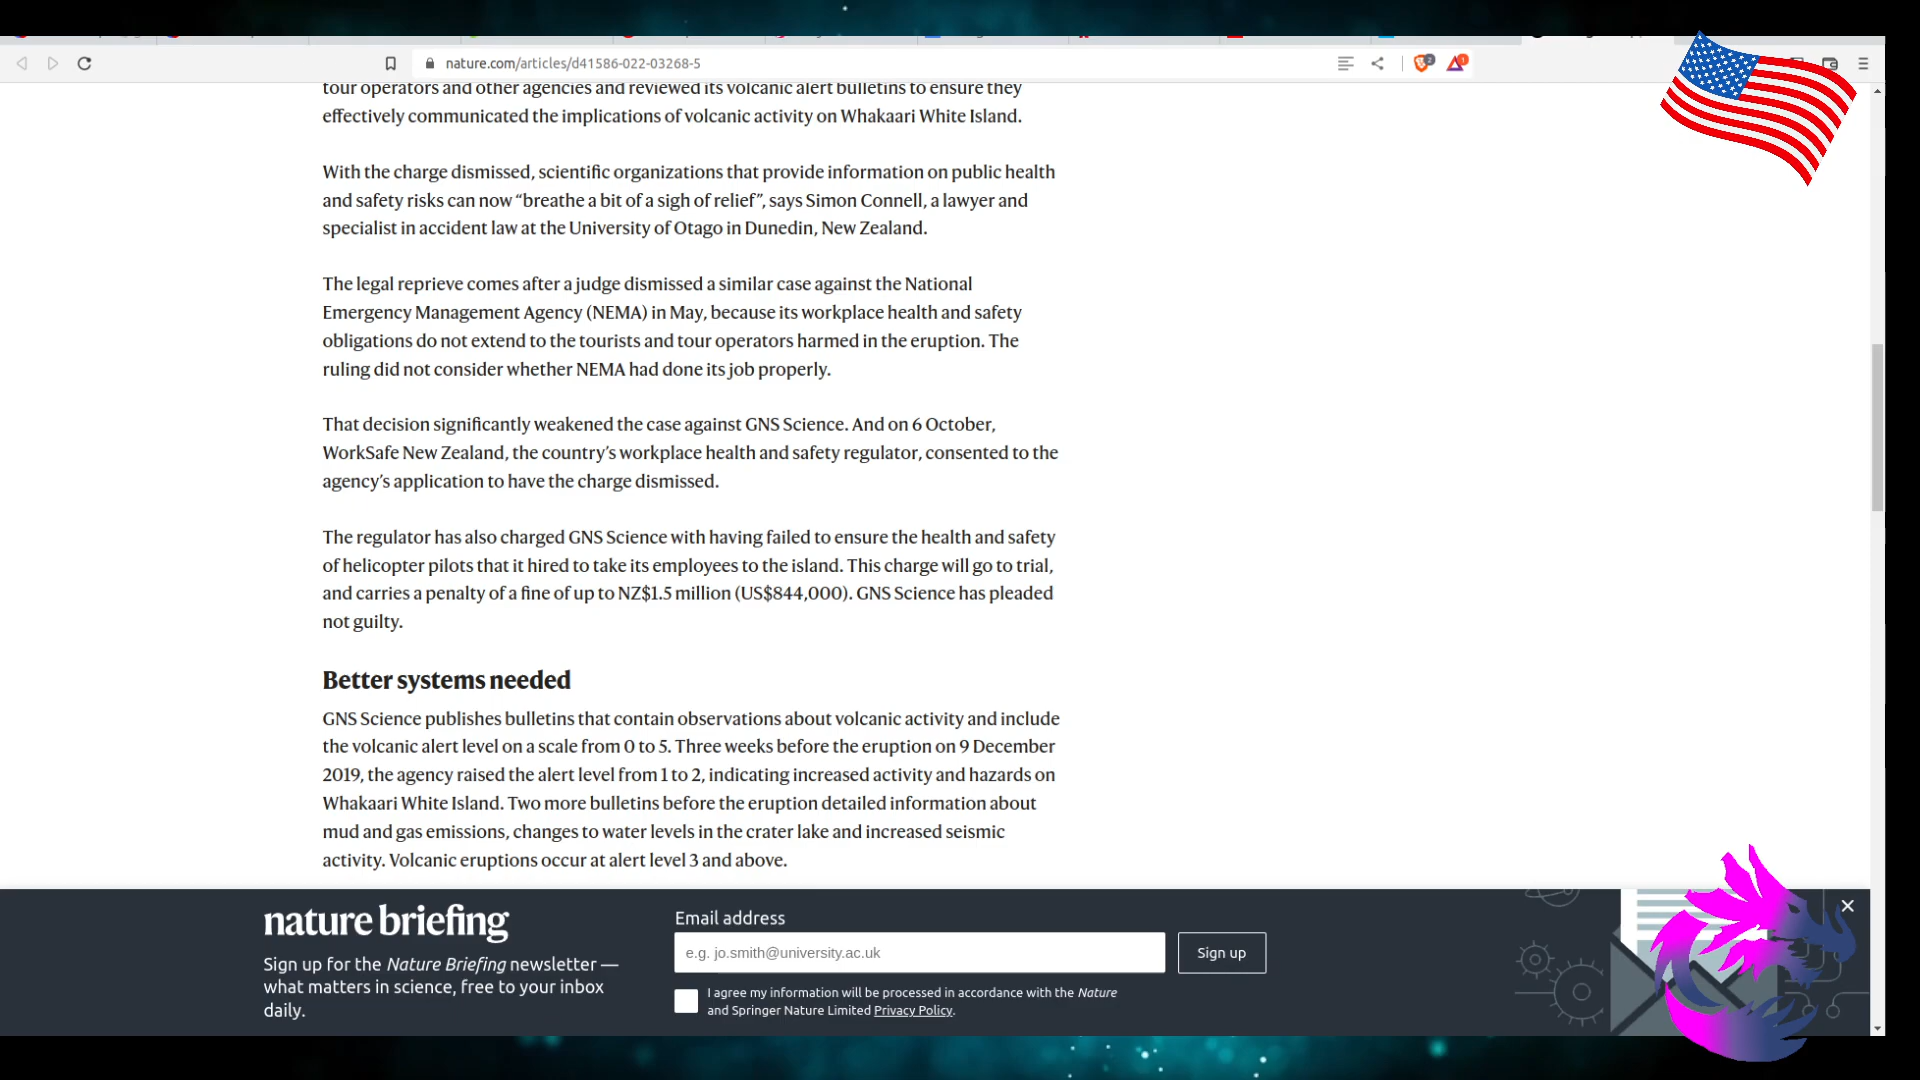 nature.com/articles/d41586-022-03268-5
tour operators and other agencies and reviewed its volcanic alert bulletins to ensure they
effectively communicated the implications of volcanic activity on Whakaari White Island.
With the charge dismissed, scientific organizations that provide information on public health
and safety risks can now “breathe a bit of a sigh of relief”, says Simon Connell, a lawyer and
specialist in accident law at the University of Otago in Dunedin, New Zealand.
The legal reprieve comes after a judge dismissed a similar case against the National
Emergency Management Agency (NEMA) in May, because its workplace health and safety
obligations do not extend to the tourists and tour operators harmed in the eruption. The
ruling did not consider whether NEMA had done its job properly.
That decision significantly weakened the case against GNS Science. And on 6 October,
WorkSafe New Zealand, the country’s workplace health and safety regulator, consented to the
agency’s application to have the charge dismissed.
The regulator has also charged GNS Science with having failed to ensure the health and safety
of helicopter pilots that it hired to take its employees to the island. This charge will go to trial,
and carries a penalty of a fine of up to NZ$1.5 million (US$844,000). GNS Science has pleaded
not guilty.
Better systems needed
GNS Science publishes bulletins that contain observations about volcanic activity and include
the volcanic alert level on a scale from 0 to 5. Three weeks before the eruption on 9 December
2019, the agency raised the alert level from 1 to 2, indicating increased activity and hazards on
Whakaari White Island. Two more bulletins before the eruption detailed information about
mud and gas emissions, changes to water levels in the crater lake and increased seismic
activity. Volcanic eruptions occur at alert level 3 and above.
nature briefing
Sign up for the Nature Briefing newsletter —
what matters in science, free to your inbox
daily.
Email address
e.g. jo.smith@university.ac.uk
Sign up
I agree my information will be processed in accordance with the Nature
and Springer Nature Limited Privacy Policy.